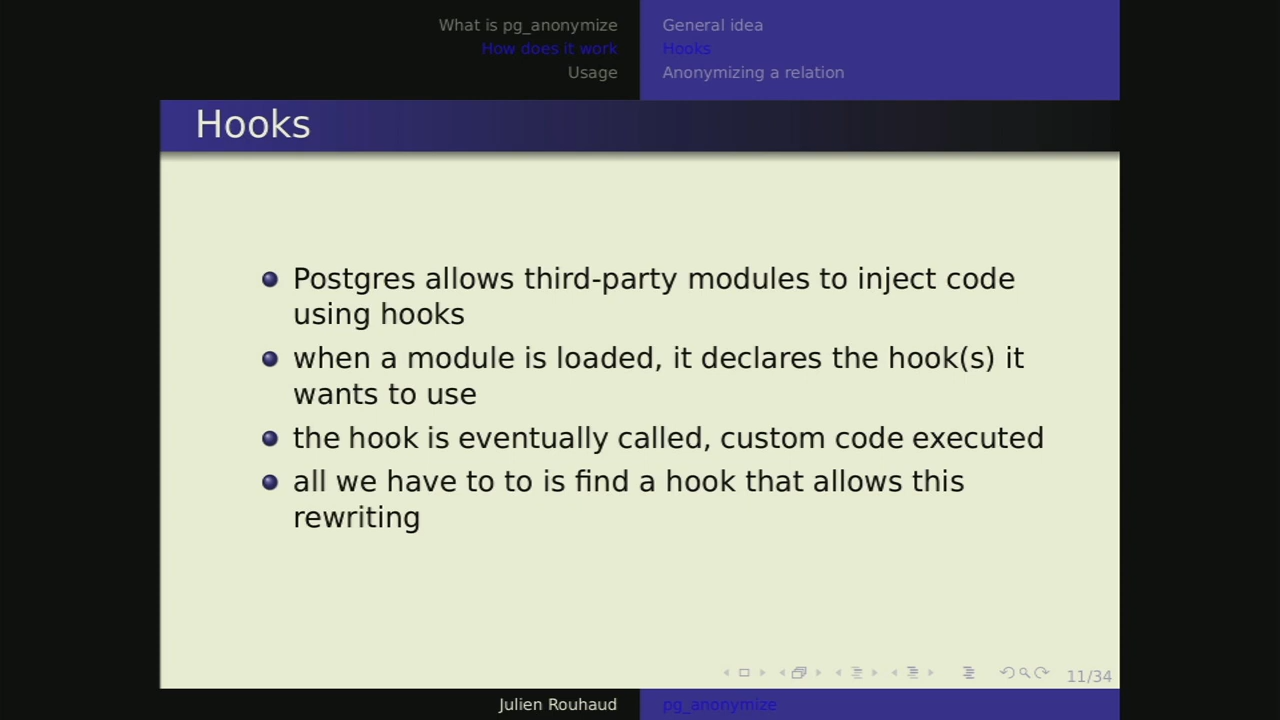 What is pg_anonymize
How does it work
Usage
General idea
Hooks
Anonymizing a relation
Hooks
Postgres allows third-party modules to inject code
using hooks
when a module is loaded, it declares the hook(s) it
wants to use
the hook is eventually called, custom code executed
all we have to to is find a hook that allows this
rewriting
11/34
Julien Rouhaud
pg_anonymize